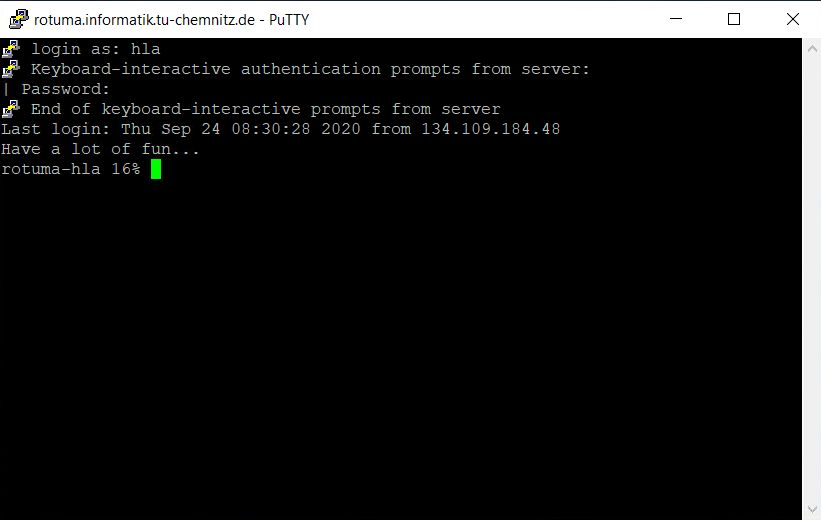 rotuma.informatik.tu-chemnitz.de - PuTTY
login as: hla
Keyboard-interactive authentication prompts from server:
| Password:
End of keyboard-interactive prompts from server
Last login: Thu Sep 24 08:30:28 2020 from 134.109.184.48
Have a lot of fun...
rotuma-hla 16%